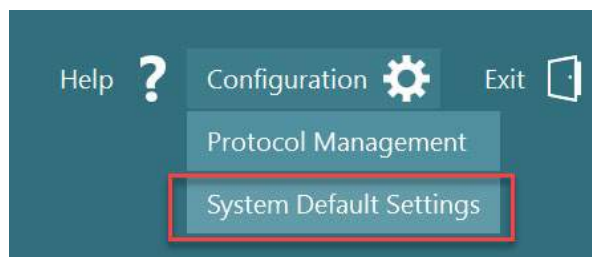 Help ? Configuration Exit
Protocol Management
System Default Settings